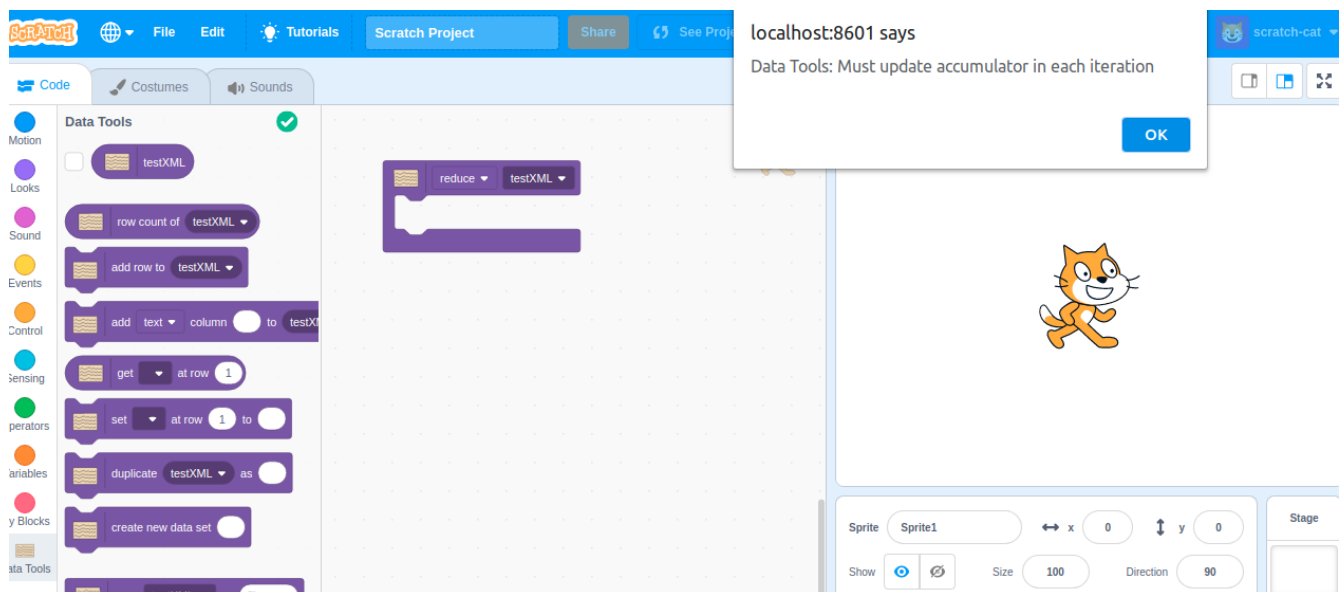 SCRATCH
File Edit Tutorials Scratch Project Share See Proje
scratch-cat
localhost:8601 says
Data Tools: Must update accumulator in each iteration
OK
Code Costumes Sounds
Motion
Looks
Sound
Events
Control
Sensing
perators
ariables
y Blocks
ata Tools
Data Tools
testXML
row count of testXML
add row to testXML
add text column to testXM
get at row 1
set at row 1 to
duplicate testXML as
create new data set
reduce testXML
Sprite Sprite1 x 0 y 0
Show Size 100 Direction 90
Stage